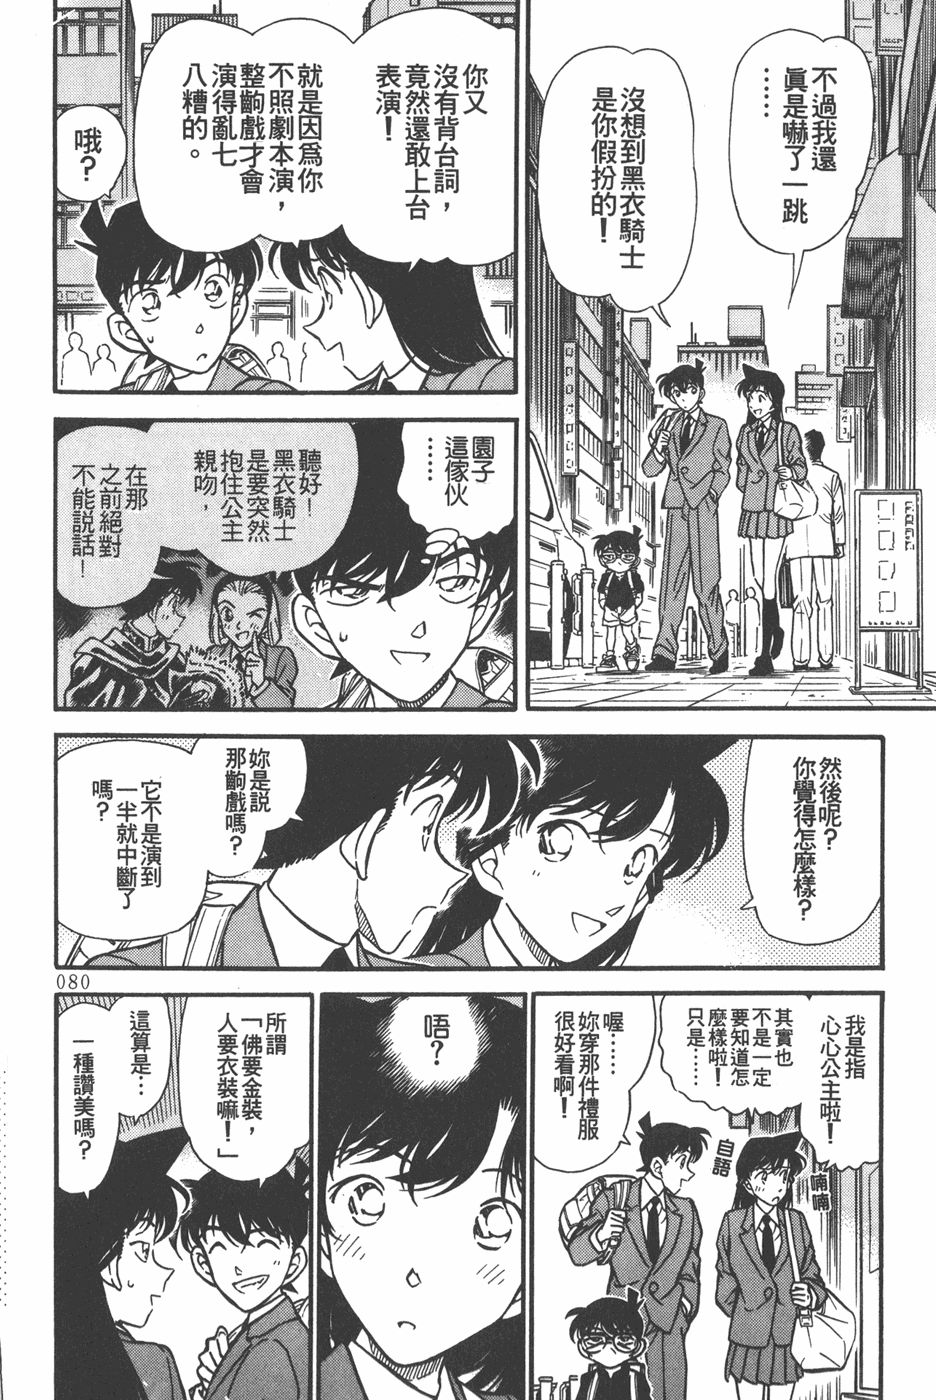 不過我還
眞是嚇了一跳
……
沒想到黑衣騎士
是你假扮的！
你又
沒有背台詞，
竟然還敢上台
表演！
就是因爲你
不照劇本演，
整齣戲才會
演得亂七
八糟的。
哦？
園子
這傢伙
……
聽好！
黑衣騎士
是要突然
抱住公主
親吻，
在那
之前絕對
不能説話！
然後呢？
你覺得怎麼樣？
妳是説
那齣戲嗎？
它不是演到
一半就中斷了
嗎？
我是指
心心公主啦！
其實也
不是一定
要知道怎
麼樣啦！
只是……
喃喃
自語
喔……
妳穿那件禮服
很好看啊！
唔？
所謂
「佛要金裝，
人要衣裝嘛！」
這算是…
一種讚美嗎？
080